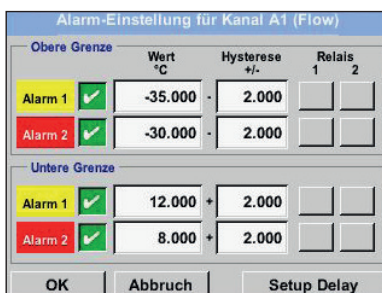 Alarm-Einstellung für Kanal A1 (Flow)
Obere Grenze
Wert °C Hysterese +/- Relais 1 2
Alarm 1 -35.000 - 2.000
Alarm 2 -30.000 - 2.000
Untere Grenze
Alarm 1 12.000 + 2.000
Alarm 2 8.000 + 2.000
OK Abbruch Setup Delay